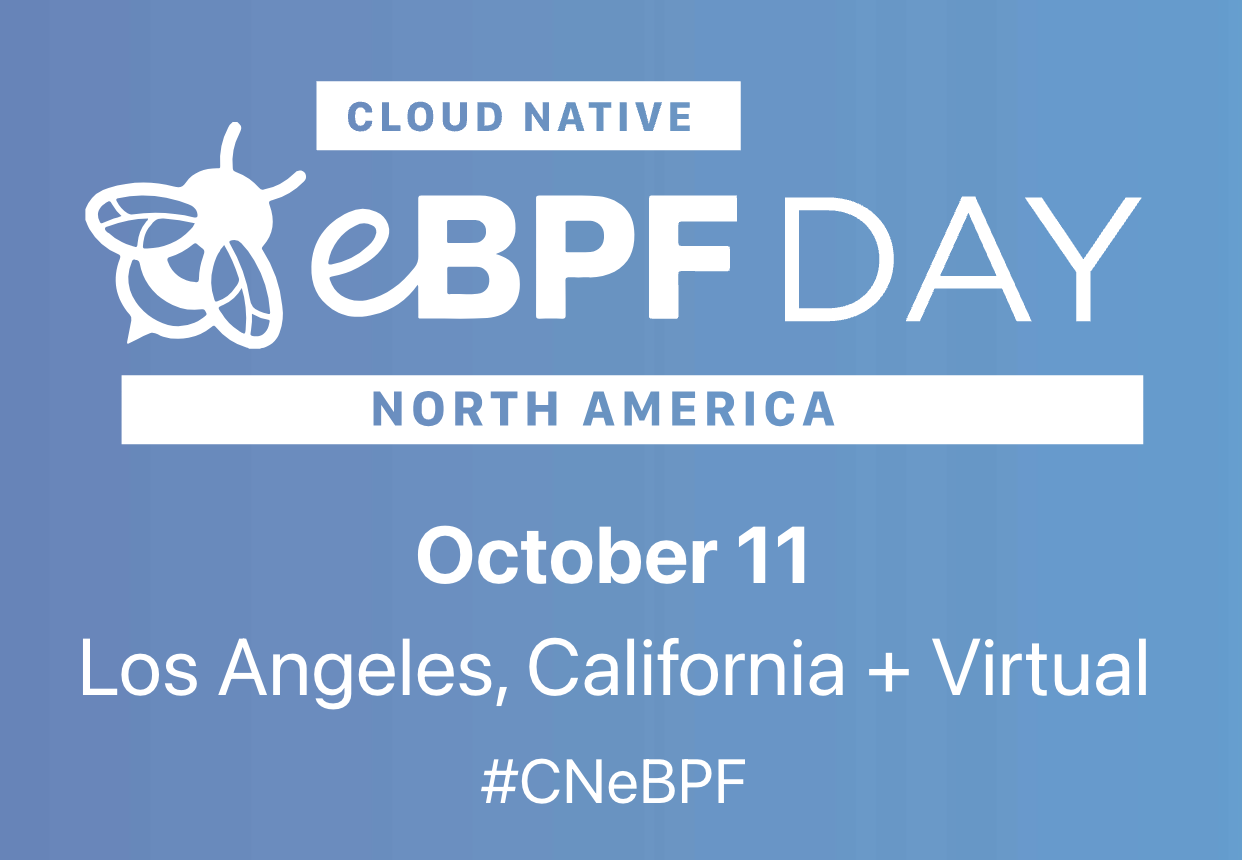 CLOUD NATIVE
eBPF DAY
NORTH AMERICA
October 11
Los Angeles, California + Virtual
#CNeBPF